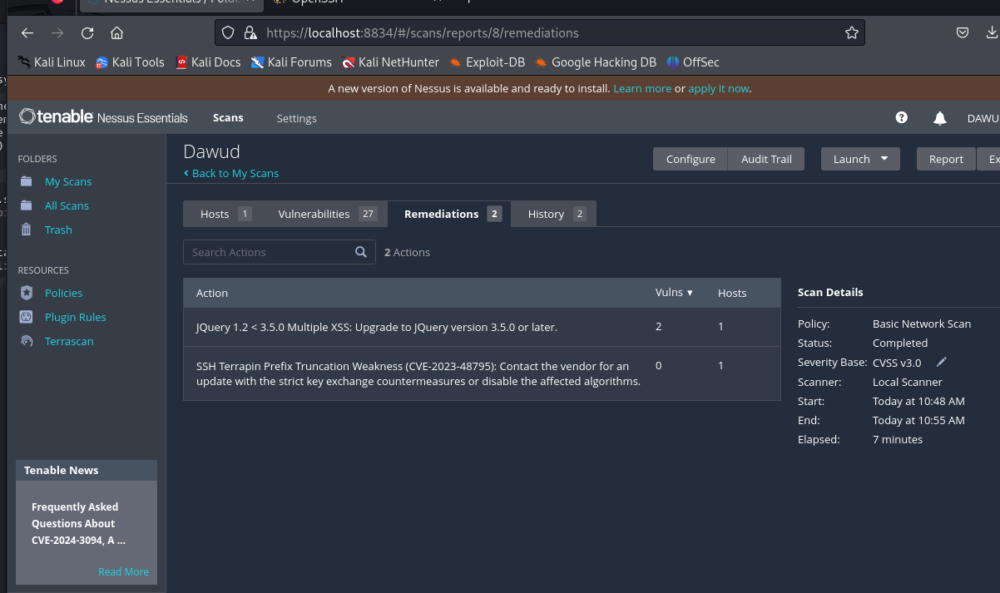 Nessus Essentials / Folde
OpenSSH
https://localhost:8834/#/scans/reports/8/remediations
Kali Linux Kali Tools Kali Docs Kali Forums Kali NetHunter Exploit-DB Google Hacking DB OffSec
A new version of Nessus is available and ready to install. Learn more or apply it now.
tenable Nessus Essentials Scans Settings DAWU
FOLDERS
My Scans
All Scans
Trash
RESOURCES
Policies
Plugin Rules
Terrascan
Tenable News
Frequently Asked
Questions About
CVE-2024-3094, A ...
Read More
Dawud
Back to My Scans
Configure Audit Trail Launch Report Ex
Hosts 1 Vulnerabilities 27 Remediations 2 History 2
Search Actions 2 Actions
Action Vulns Hosts
JQuery 1.2 < 3.5.0 Multiple XSS: Upgrade to JQuery version 3.5.0 or later. 2 1
SSH Terrapin Prefix Truncation Weakness (CVE-2023-48795): Contact the vendor for an 0 1
update with the strict key exchange countermeasures or disable the affected algorithms.
Scan Details
Policy: Basic Network Scan
Status: Completed
Severity Base: CVSS v3.0
Scanner: Local Scanner
Start: Today at 10:48 AM
End: Today at 10:55 AM
Elapsed: 7 minutes